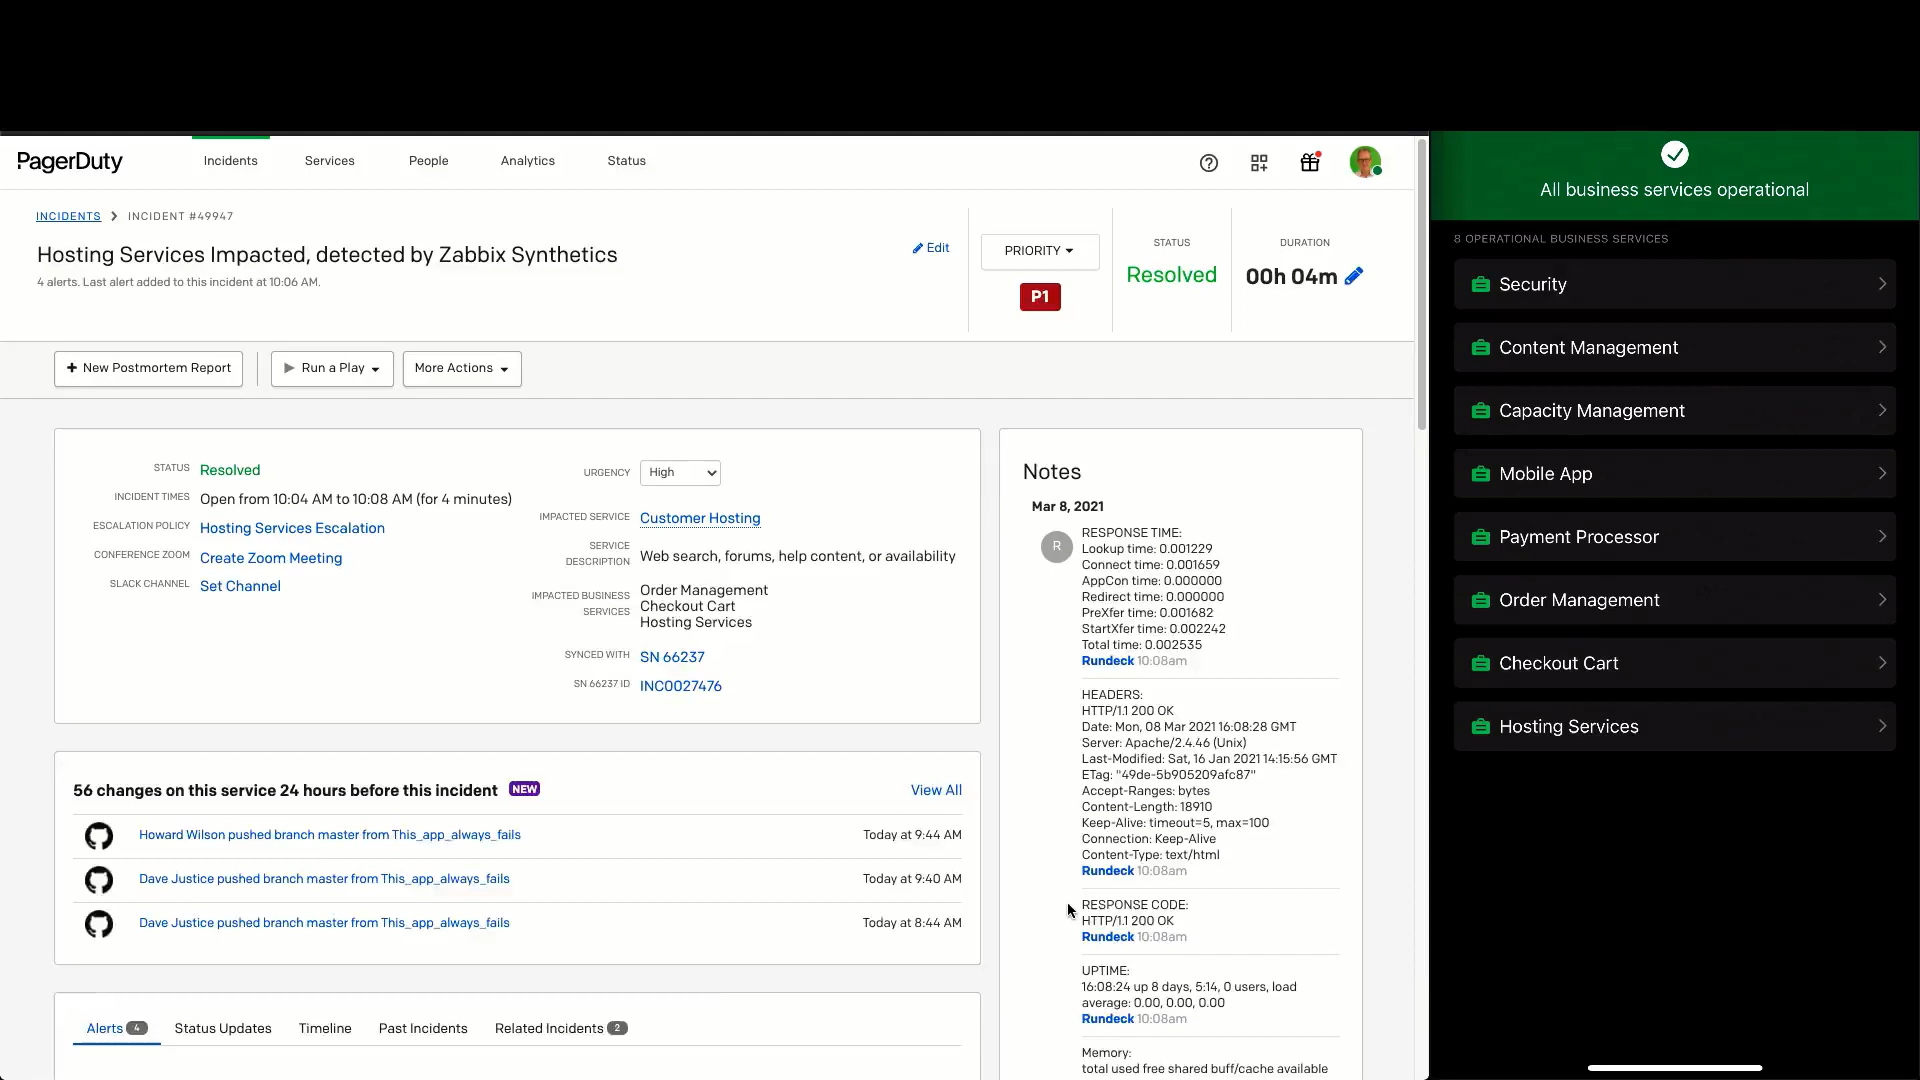 PagerDuty
Incidents
Services
People
Analytics
Status
INCIDENTS > INCIDENT #49947
Hosting Services Impacted, detected by Zabbix Synthetics
4 alerts. Last alert added to this incident at 10:06 AM.
Edit
PRIORITY
P1
STATUS
Resolved
DURATION
00h 04m
+ New Postmortem Report
Run a Play
More Actions
STATUS Resolved
INCIDENT TIMES Open from 10:04 AM to 10:08 AM (for 4 minutes)
ESCALATION POLICY Hosting Services Escalation
CONFERENCE ZOOM Create Zoom Meeting
SLACK CHANNEL Set Channel
URGENCY High
IMPACTED SERVICE Customer Hosting
SERVICE
DESCRIPTION
Web search, forums, help content, or availability
IMPACTED BUSINESS
SERVICES
Order Management
Checkout Cart
Hosting Services
SYNCED WITH SN 66237
SN 66237 ID INC0027476
56 changes on this service 24 hours before this incident NEW
View All
Howard Wilson pushed branch master from This_app_always_fails Today at 9:44 AM
Dave Justice pushed branch master from This_app_always_fails Today at 9:40 AM
Dave Justice pushed branch master from This_app_always_fails Today at 8:44 AM
Alerts 4
Status Updates
Timeline
Past Incidents
Related Incidents 2
Notes
Mar 8, 2021
R
RESPONSE TIME:
Lookup time: 0.001229
Connect time: 0.001659
AppCon time: 0.000000
Redirect time: 0.000000
PreXfer time: 0.001682
StartXfer time: 0.002242
Total time: 0.002535
Rundeck 10:08am
HEADERS:
HTTP/1.1 200 OK
Date: Mon, 08 Mar 2021 16:08:28 GMT
Server: Apache/2.4.46 (Unix)
Last-Modified: Sat, 16 Jan 2021 14:15:56 GMT
ETag: "49de-5b905209afc87"
Accept-Ranges: bytes
Content-Length: 18910
Keep-Alive: timeout=5, max=100
Connection: Keep-Alive
Content-Type: text/html
Rundeck 10:08am
RESPONSE CODE:
HTTP/1.1 200 OK
Rundeck 10:08am
UPTIME:
16:08:24 up 8 days, 5:14, 0 users, load
average: 0.00, 0.00, 0.00
Rundeck 10:08am
Memory:
total used free shared buff/cache available
All business services operational
8 OPERATIONAL BUSINESS SERVICES
Security
Content Management
Capacity Management
Mobile App
Payment Processor
Order Management
Checkout Cart
Hosting Services